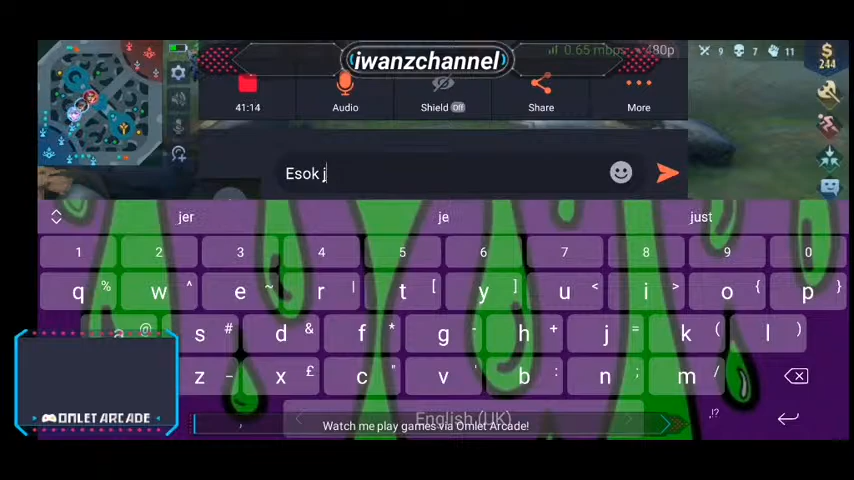 iwanzchannel
0.65 mbps 480p
9 7 11
244
41:14 Audio Shield Off Share More
Esok j
jer je just
1 2 3 4 5 6 7 8 9 0
q % w ^ e ~ r | t [ y ] u < i > o { p }
a @ s # d & f * g - h + j = k ( l )
z - x £ c " v ' b : n ; m /
, English (UK) .!?
OMLET ARCADE
Watch me play games via Omlet Arcade!